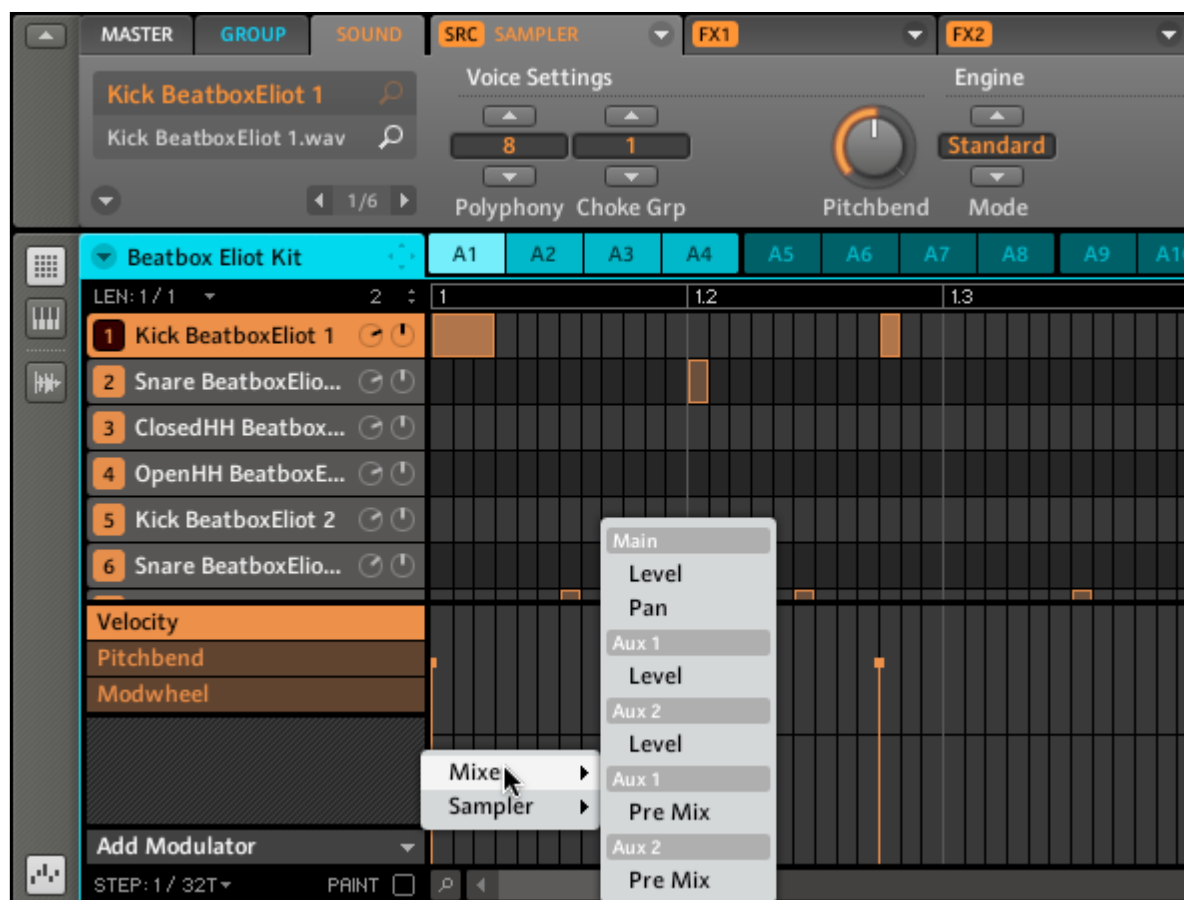 MASTER GROUP SOUND SRC SAMPLER FX1 FX2
Kick BeatboxEliot 1
Kick BeatboxEliot 1.wav
1/6
Voice Settings
Engine
8 1 Standard
Polyphony Choke Grp Pitchbend Mode
Beatbox Eliot Kit A1 A2 A3 A4 A5 A6 A7 A8 A9 A10
LEN: 1 / 1 2 1 1.2 1.3
1 Kick BeatboxEliot 1
2 Snare BeatboxElio...
3 ClosedHH Beatbox...
4 OpenHH BeatboxE...
5 Kick BeatboxEliot 2
6 Snare BeatboxElio...
Velocity
Pitchbend
Modwheel
Add Modulator
STEP: 1 / 32T PAINT
Mixe
Sampler
Main
Level
Pan
Aux 1
Level
Aux 2
Level
Aux 1
Pre Mix
Aux 2
Pre Mix